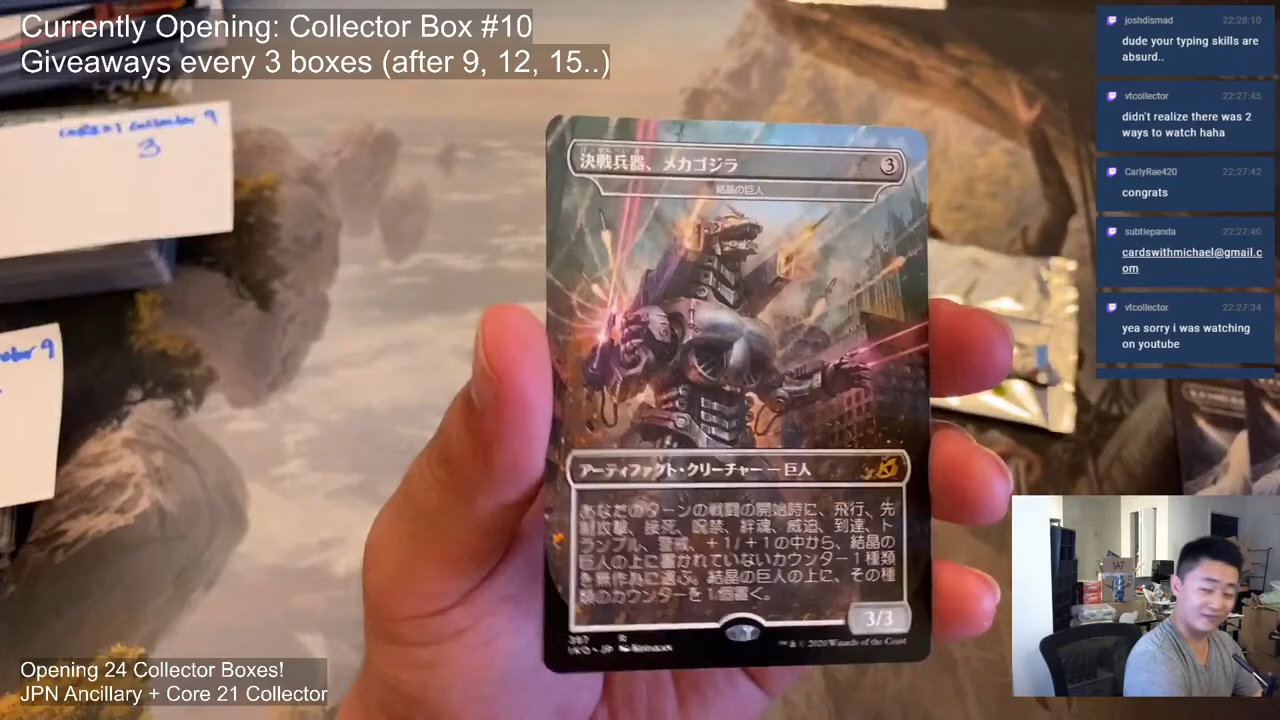 Currently Opening: Collector Box #10
Giveaways every 3 boxes (after 9, 12, 15..)
core 21 collector 9
3
joshdismad 22:28:10
dude your typing skills are
absurd..
vtcollector 22:27:45
didn't realize there was 2
ways to watch haha
CarlyRae420 22:27:42
congrats
subtlepanda 22:27:40
cardswithmichael@gmail.c
om
vtcollector 22:27:34
yea sorry i was watching
on youtube
決戦兵器、メカゴジラ 3
結晶の巨人
アーティファクト・クリーチャー — 巨人
あなたのターンの戦闘の開始時に、飛行、先
制攻撃、接死、呪禁、絆魂、威迫、到達、ト
ランプル、警戒、+1/+1の中から、結晶の
巨人の上に置かれていないカウンター1種類
を無作為に選ぶ。結晶の巨人の上に、その種
類のカウンターを1個置く。
3/3
387 R
IKO • JP
™ & © 2020 Wizards of the Coast
1A7
Opening 24 Collector Boxes!
JPN Ancillary + Core 21 Collector